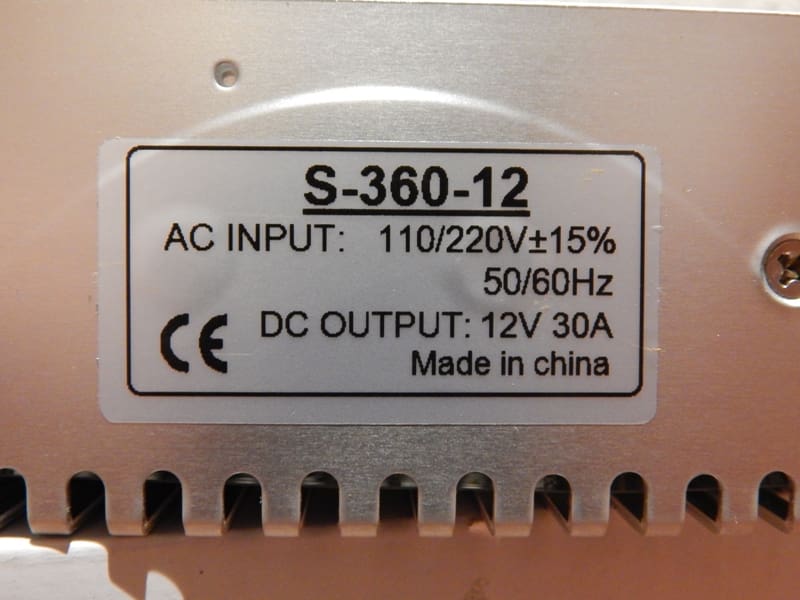 S-360-12
AC INPUT: 110/220V±15%
50/60Hz
CE DC OUTPUT: 12V 30A
Made in china